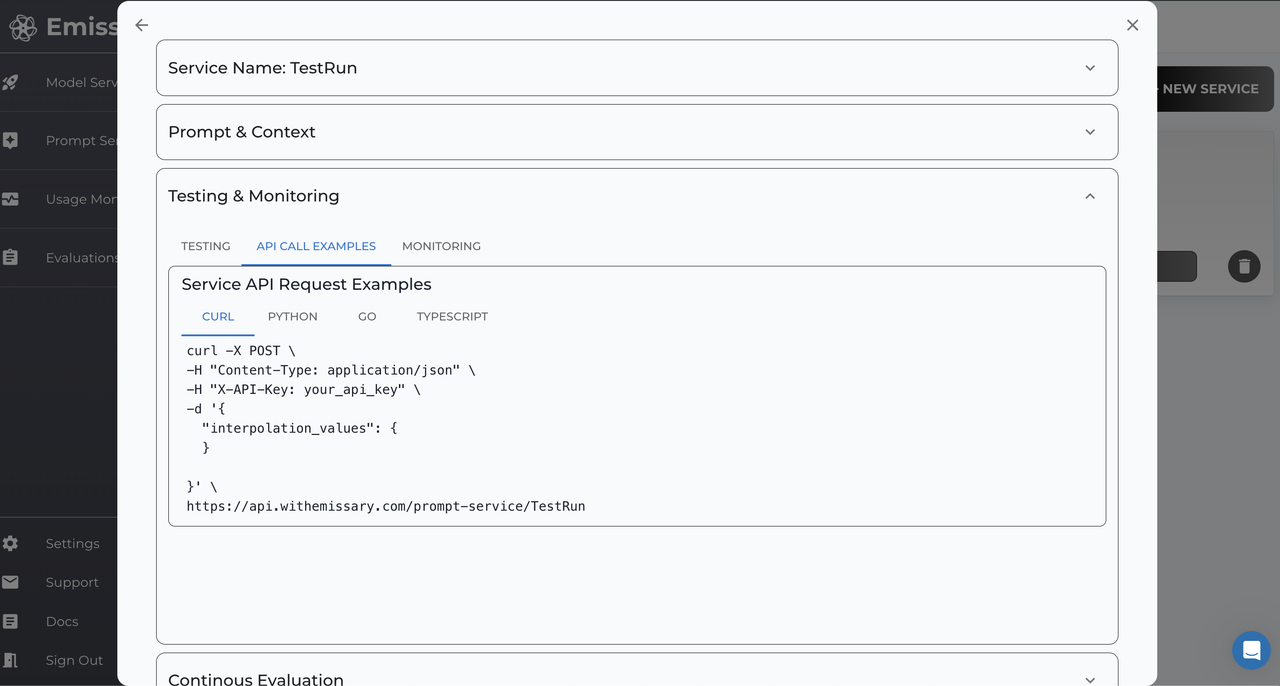 Emiss
Model Serv
Prompt Se
Usage Mon
Evaluations
Settings
Support
Docs
Sign Out
NEW SERVICE
Service Name: TestRun
Prompt & Context
Testing & Monitoring
TESTING API CALL EXAMPLES MONITORING
Service API Request Examples
CURL PYTHON GO TYPESCRIPT
curl -X POST \
-H "Content-Type: application/json" \
-H "X-API-Key: your_api_key" \
-d '{
"interpolation_values": {
}
}' \
https://api.withemissary.com/prompt-service/TestRun
Continous Evaluation